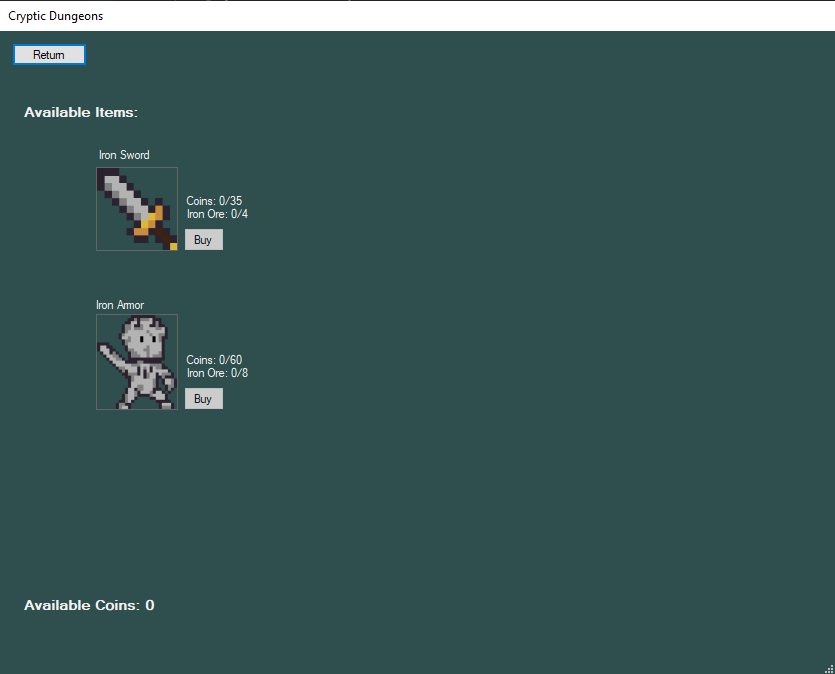 Cryptic Dungeons
Return
Available Items:
Iron Sword
Coins: 0/35
Iron Ore: 0/4
Buy
Iron Armor
Coins: 0/60
Iron Ore: 0/8
Buy
Available Coins: 0